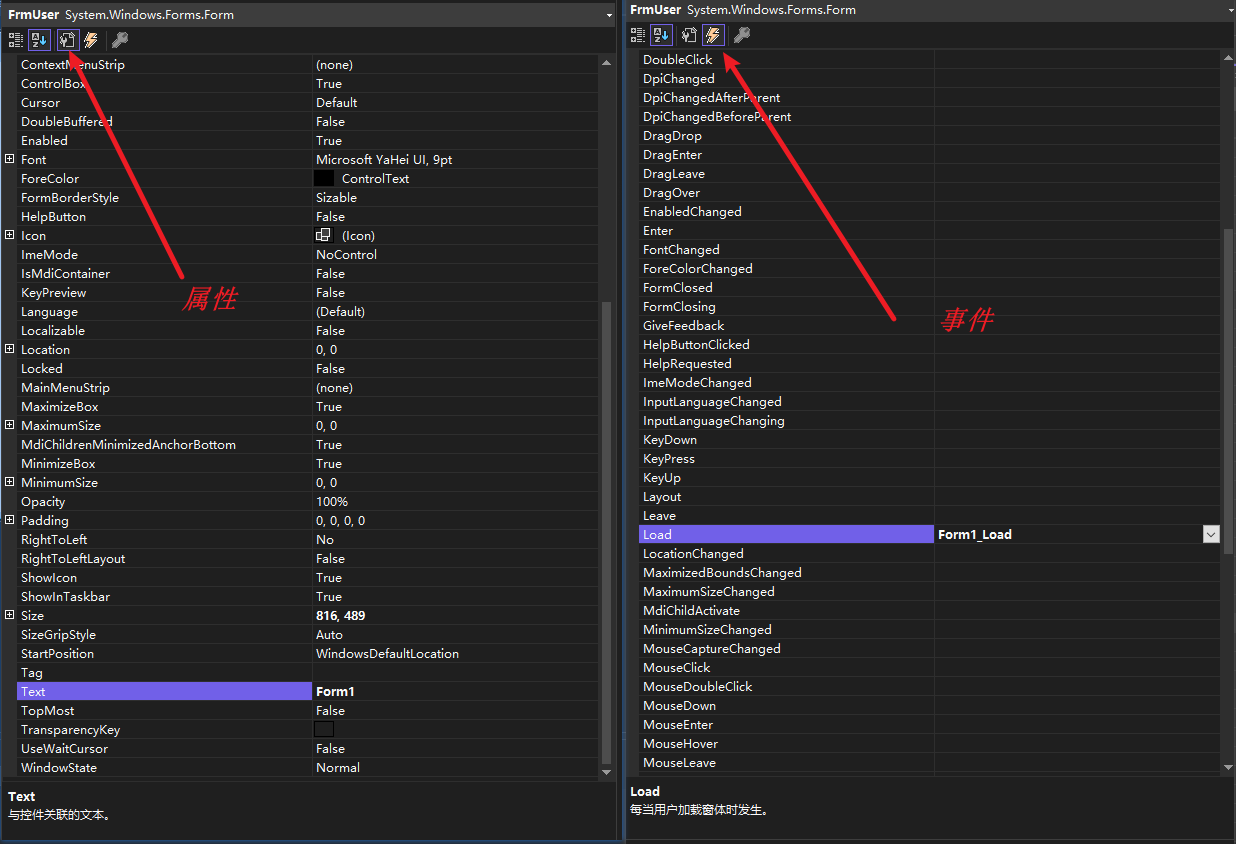 FrmUser System.Windows.Forms.Form
ContextMenuStrip (none)
ControlBox True
Cursor Default
DoubleBuffered False
Enabled True
Font Microsoft YaHei UI, 9pt
ForeColor ControlText
FormBorderStyle Sizable
HelpButton False
Icon (Icon)
ImeMode NoControl
IsMdiContainer False
KeyPreview False
属性
Language (Default)
Localizable False
Location 0, 0
Locked False
MainMenuStrip (none)
MaximizeBox True
MaximumSize 0, 0
MdiChildrenMinimizedAnchorBottom True
MinimizeBox True
MinimumSize 0, 0
Opacity 100%
Padding 0, 0, 0, 0
RightToLeft No
RightToLeftLayout False
ShowIcon True
ShowInTaskbar True
Size 816, 489
SizeGripStyle Auto
StartPosition WindowsDefaultLocation
Tag
Text Form1
TopMost False
TransparencyKey
UseWaitCursor False
WindowState Normal
Text
与控件关联的文本。
FrmUser System.Windows.Forms.Form
DoubleClick
DpiChanged
DpiChangedAfterParent
DpiChangedBeforeParent
DragDrop
DragEnter
DragLeave
DragOver
EnabledChanged
Enter
FontChanged
ForeColorChanged
FormClosed
FormClosing
事件
GiveFeedback
HelpButtonClicked
HelpRequested
ImeModeChanged
InputLanguageChanged
InputLanguageChanging
KeyDown
KeyPress
KeyUp
Layout
Leave
Load Form1_Load
LocationChanged
MaximizedBoundsChanged
MaximumSizeChanged
MdiChildActivate
MinimumSizeChanged
MouseCaptureChanged
MouseClick
MouseDoubleClick
MouseDown
MouseEnter
MouseHover
MouseLeave
Load
每当用户加载窗体时发生。